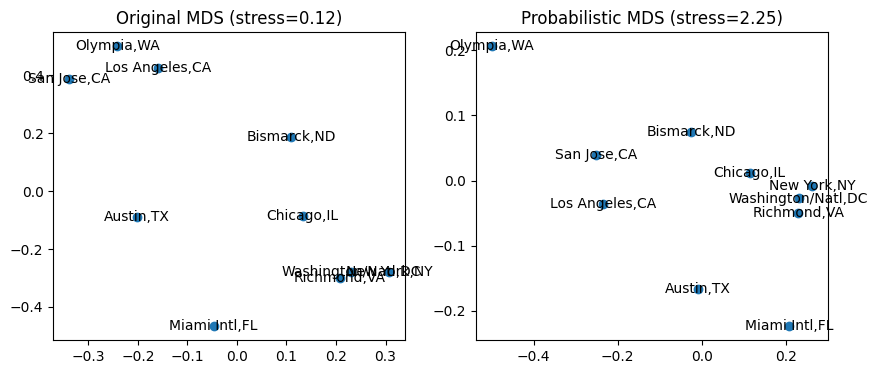 Original MDS (stress=0.12)
Olympia,WA
Los Angeles,CA
San Jose,CA
Bismarck,ND
Austin,TX
Chicago,IL
Washington/Natl,DC
New York,NY
Richmond,VA
Miami Intl,FL
0.4
0.2
0.0
−0.2
−0.4
−0.3
−0.2
−0.1
0.0
0.1
0.2
0.3
Probabilistic MDS (stress=2.25)
Olympia,WA
Bismarck,ND
San Jose,CA
Chicago,IL
New York,NY
Washington/Natl,DC
Los Angeles,CA
Richmond,VA
Austin,TX
Miami Intl,FL
0.2
0.1
0.0
−0.1
−0.2
−0.4
−0.2
0.0
0.2